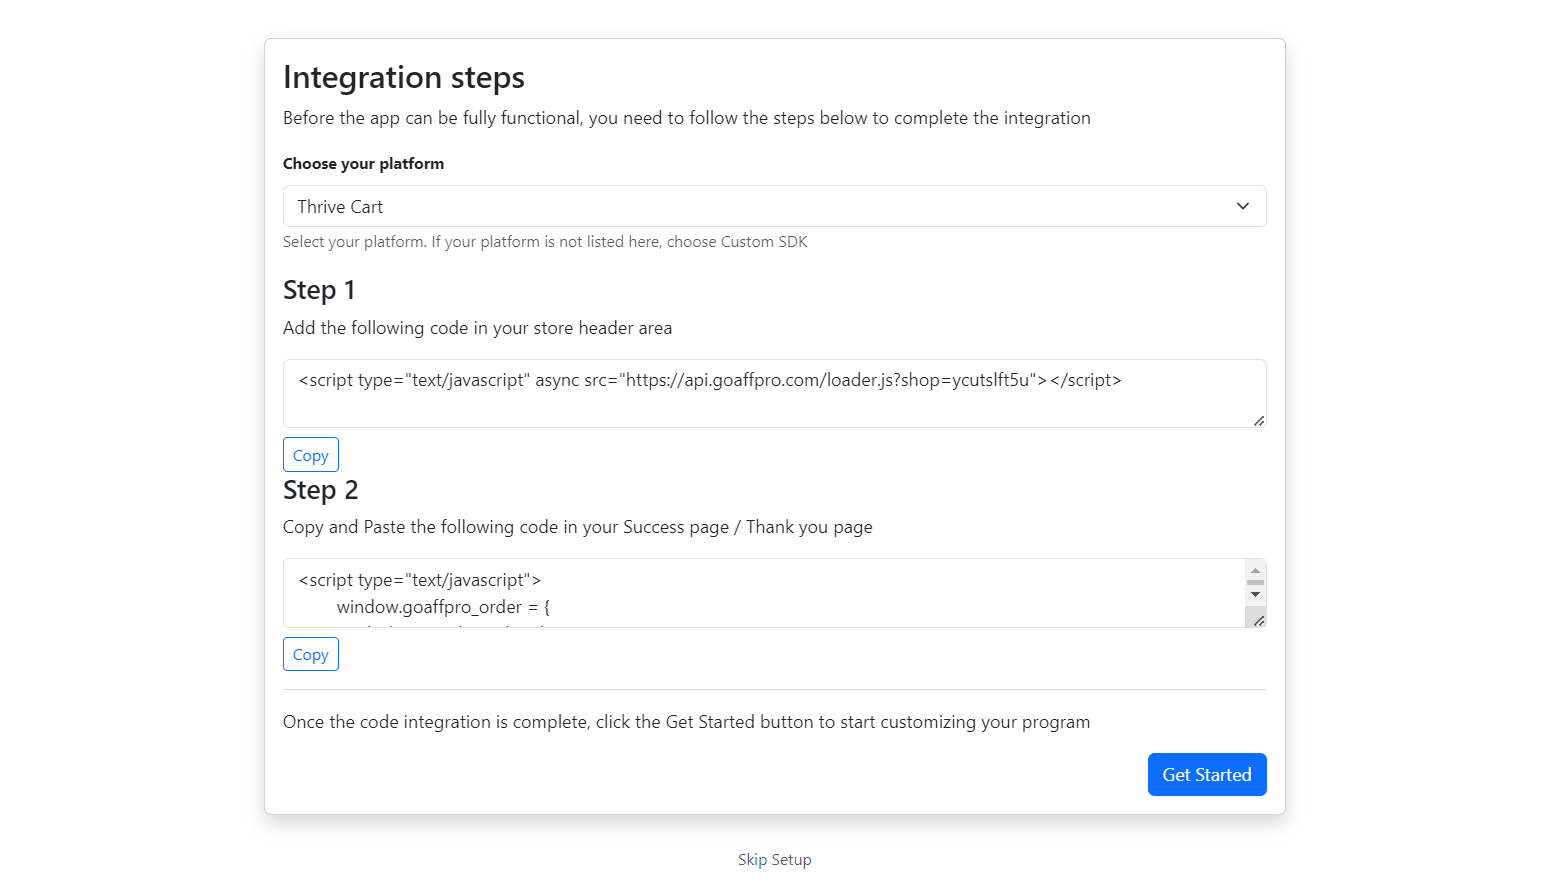 Integration steps
Before the app can be fully functional, you need to follow the steps below to complete the integration
Choose your platform
Thrive Cart
Select your platform. If your platform is not listed here, choose Custom SDK
Step 1
Add the following code in your store header area
<script type="text/javascript" async src="https://api.goaffpro.com/loader.js?shop=ycutslft5u"></script>
Copy
Step 2
Copy and Paste the following code in your Success page / Thank you page
<script type="text/javascript">
window.goaffpro_order = {
Copy
Once the code integration is complete, click the Get Started button to start customizing your program
Get Started
Skip Setup